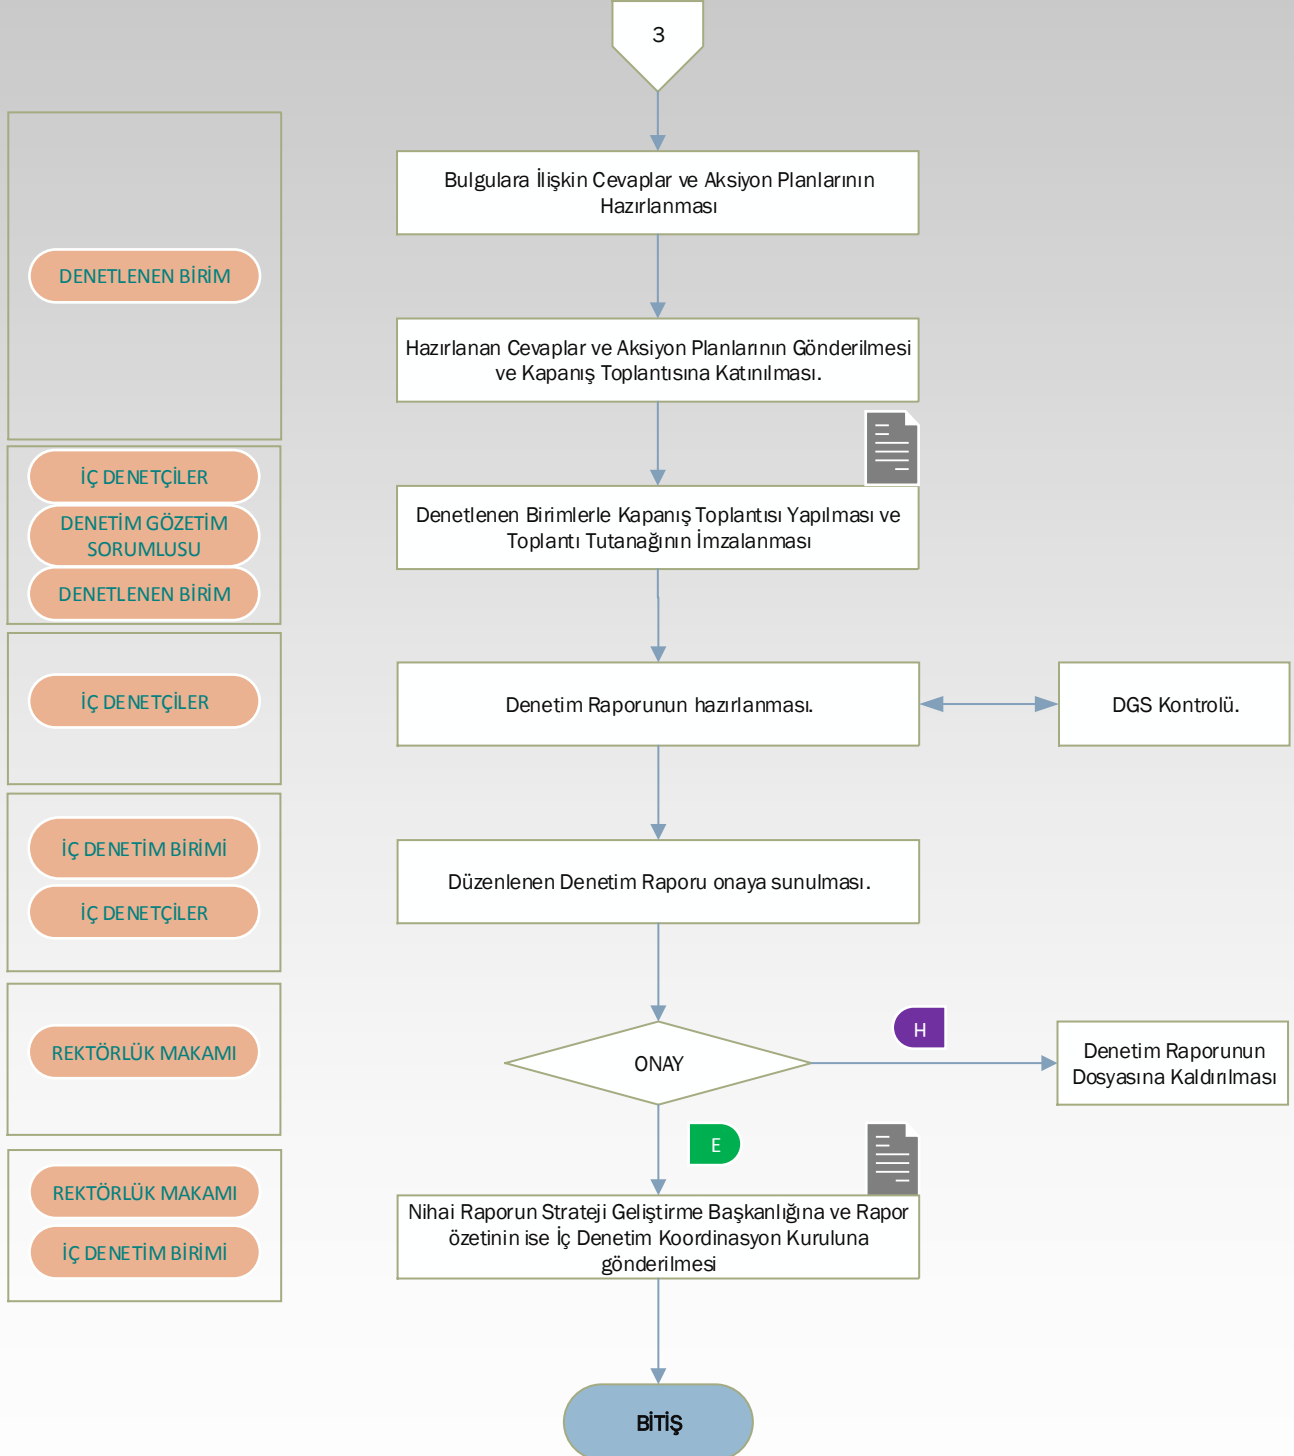 3
Bulgulara İlişkin Cevaplar ve Aksiyon Planlarının
Hazırlanması
DENETLENEN BİRİM
Hazırlanan Cevaplar ve Aksiyon Planlarının Gönderilmesi
ve Kapanış Toplantısına Katınılması.
İÇ DENETÇİLER
DENETİM GÖZETİM
SORUMLUSU
DENETLENEN BİRİM
Denetlenen Birimlerle Kapanış Toplantısı Yapılması ve
Toplantı Tutanağının İmzalanması
İÇ DENETÇİLER
Denetim Raporunun hazırlanması.
DGS Kontrolü.
İÇ DENETİM BİRİMİ
İÇ DENETÇİLER
Düzenlenen Denetim Raporu onaya sunulması.
REKTÖRLÜK MAKAMI
ONAY
H
Denetim Raporunun
Dosyasına Kaldırılması
E
REKTÖRLÜK MAKAMI
İÇ DENETİM BİRİMİ
Nihai Raporun Strateji Geliştirme Başkanlığına ve Rapor
özetinin ise İç Denetim Koordinasyon Kuruluna
gönderilmesi
BİTİŞ